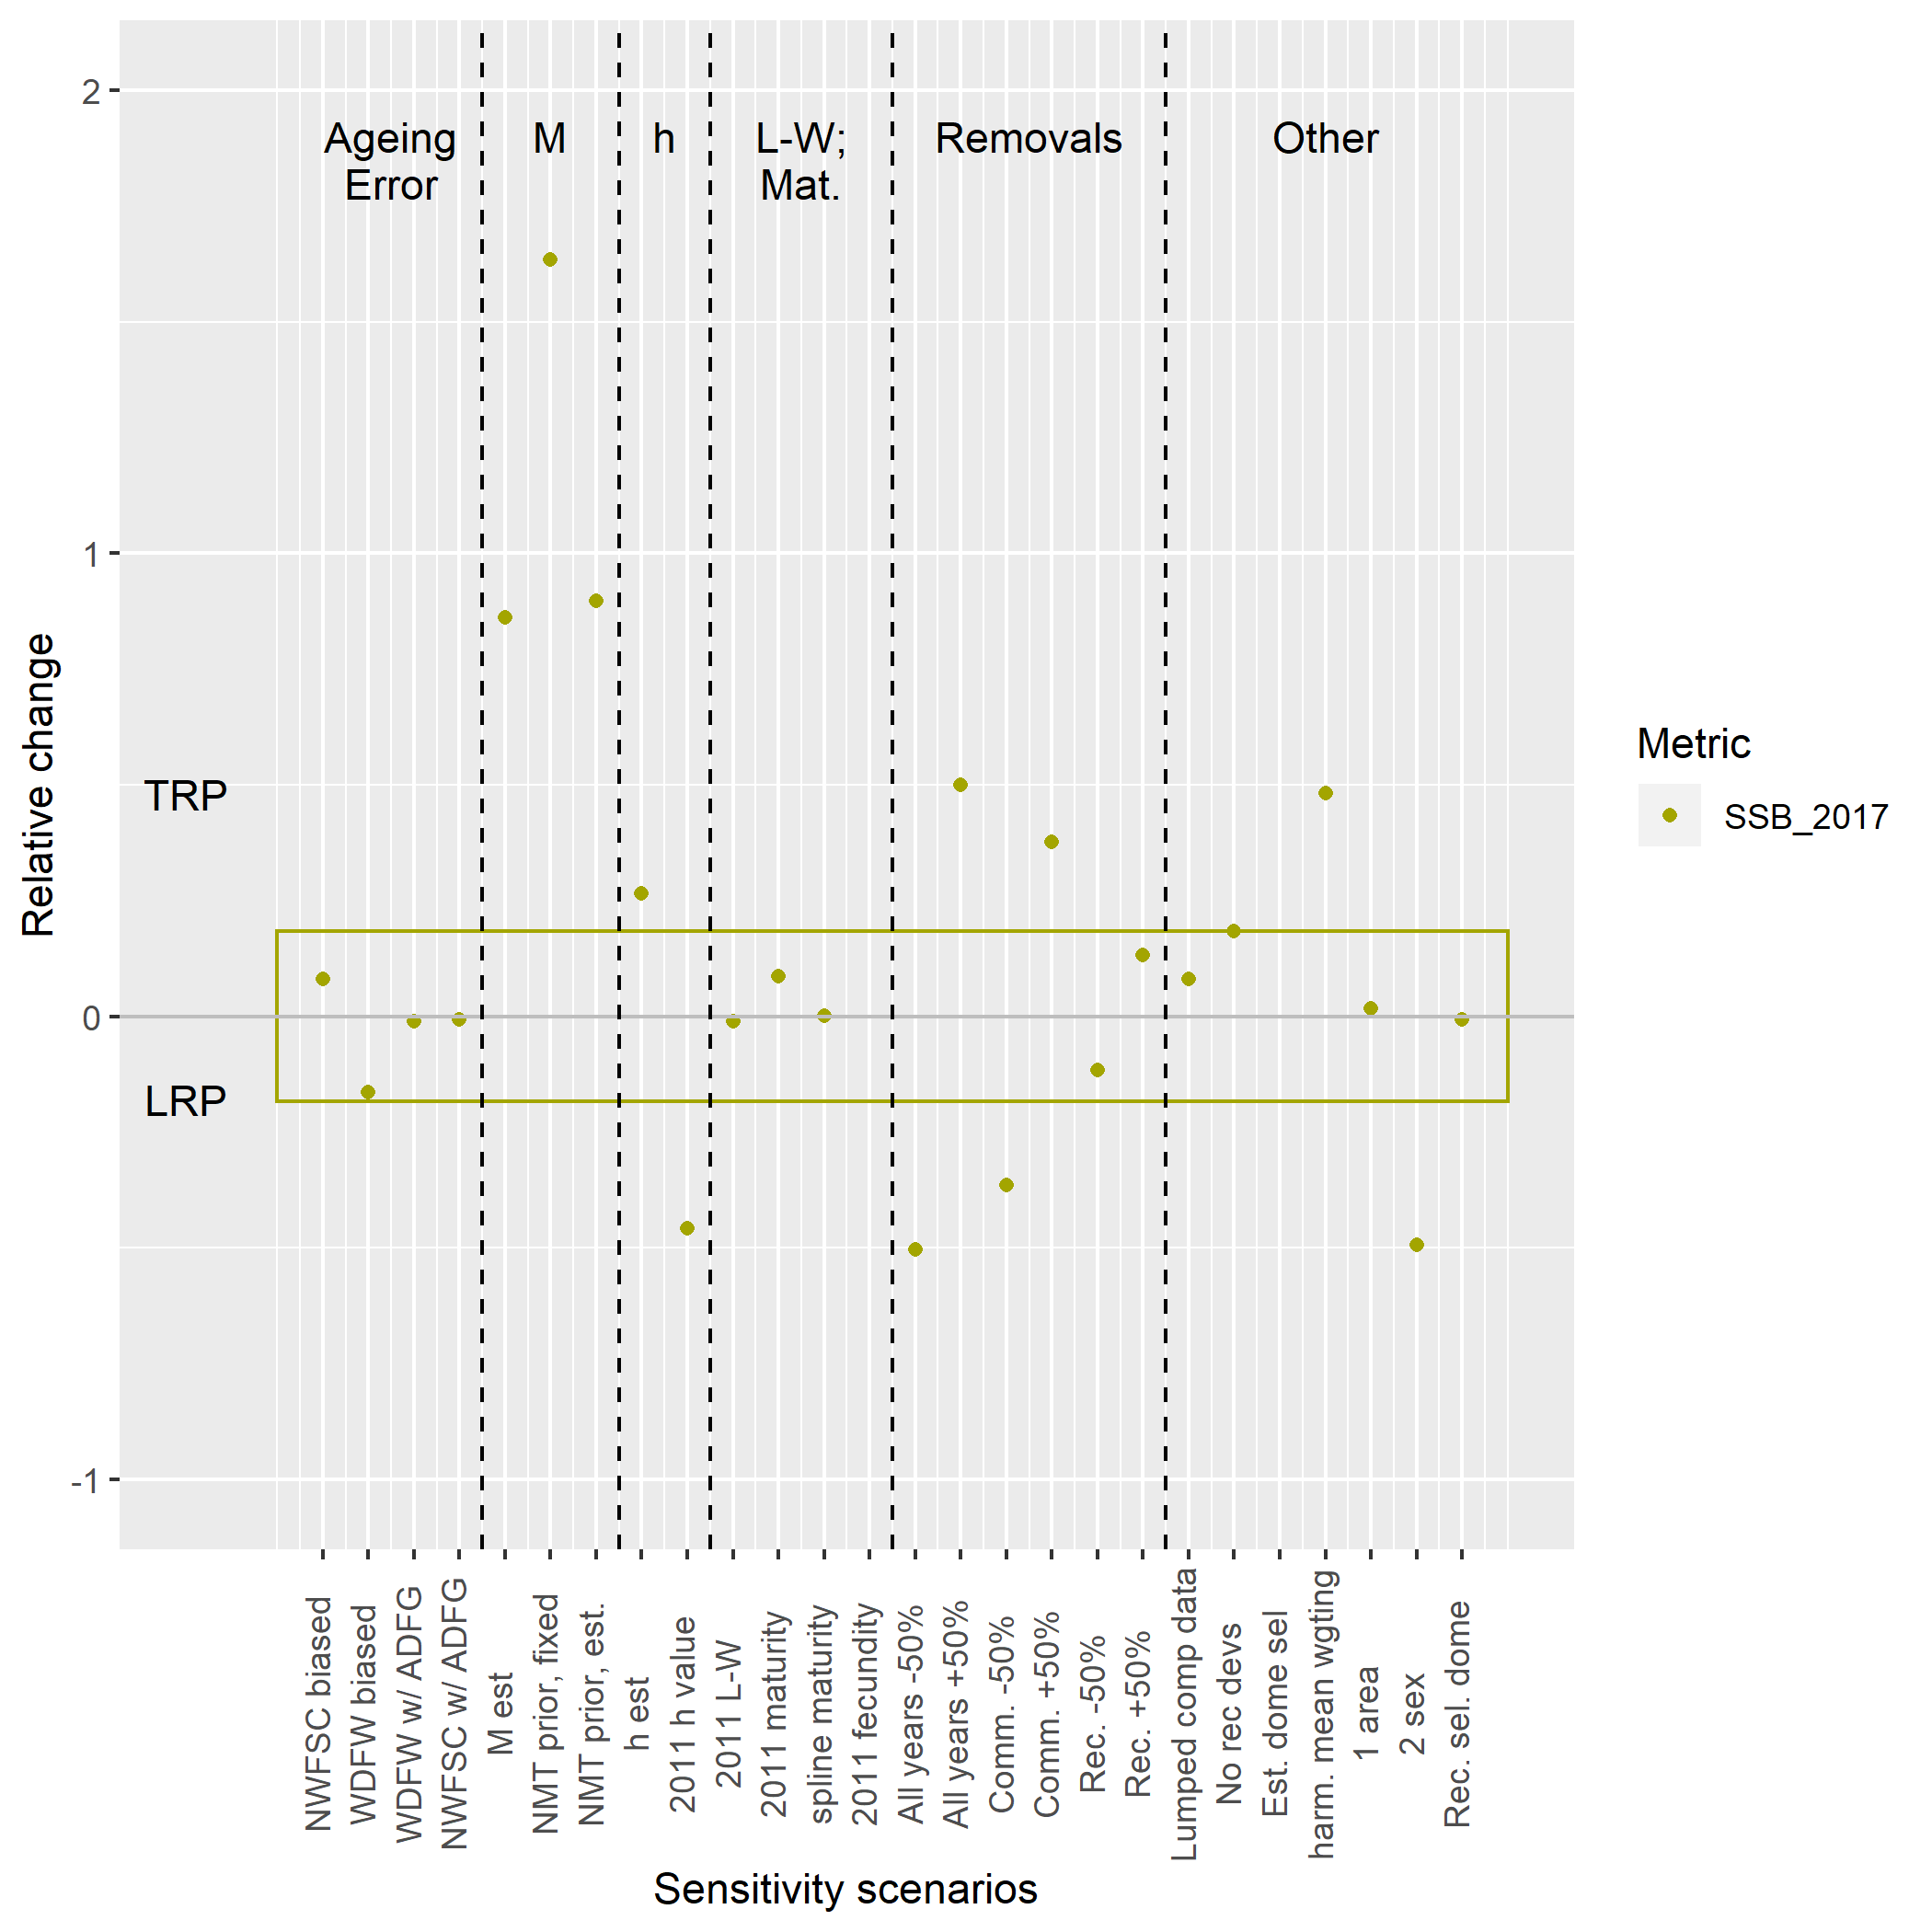 Ageing
Error
M
h
L-W;
Mat.
Removals
Other
2
1
0
-1
Relative change
TRP
LRP
Metric
SSB_2017
NWFSC biased
WDFW biased
WDFW w/ ADFG
NWFSC w/ ADFG
M est
NMT prior, fixed
NMT prior, est.
h est
2011 h value
2011 L-W
2011 maturity
spline maturity
2011 fecundity
All years -50%
All years +50%
Comm. -50%
Comm. +50%
Rec. -50%
Rec. +50%
Lumped comp data
No rec devs
Est. dome sel
harm. mean wgting
1 area
2 sex
Rec. sel. dome
Sensitivity scenarios